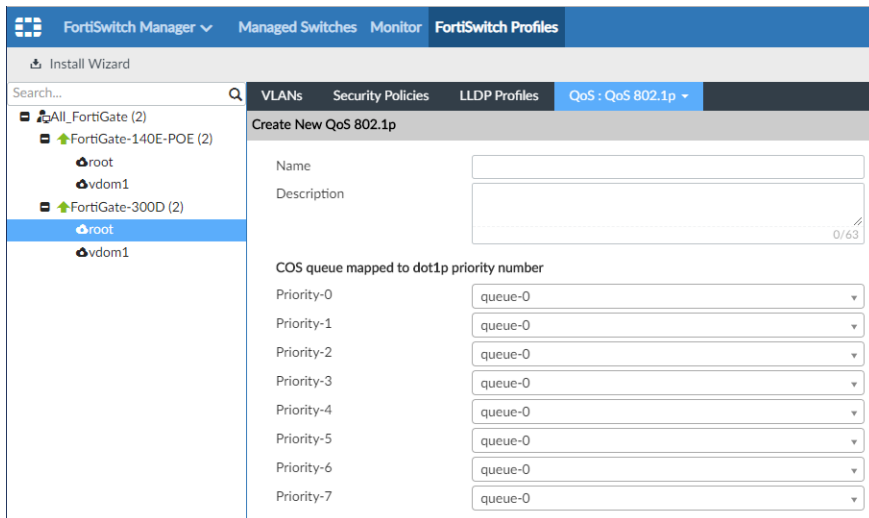 FortiSwitch Manager Managed Switches Monitor FortiSwitch Profiles
Install Wizard
Search...
VLANs Security Policies LLDP Profiles QoS : QoS 802.1p
All_FortiGate (2)
FortiGate-140E-POE (2)
root
vdom1
FortiGate-300D (2)
root
vdom1
Create New QoS 802.1p
Name
Description
0/63
COS queue mapped to dot1p priority number
Priority-0 queue-0
Priority-1 queue-0
Priority-2 queue-0
Priority-3 queue-0
Priority-4 queue-0
Priority-5 queue-0
Priority-6 queue-0
Priority-7 queue-0